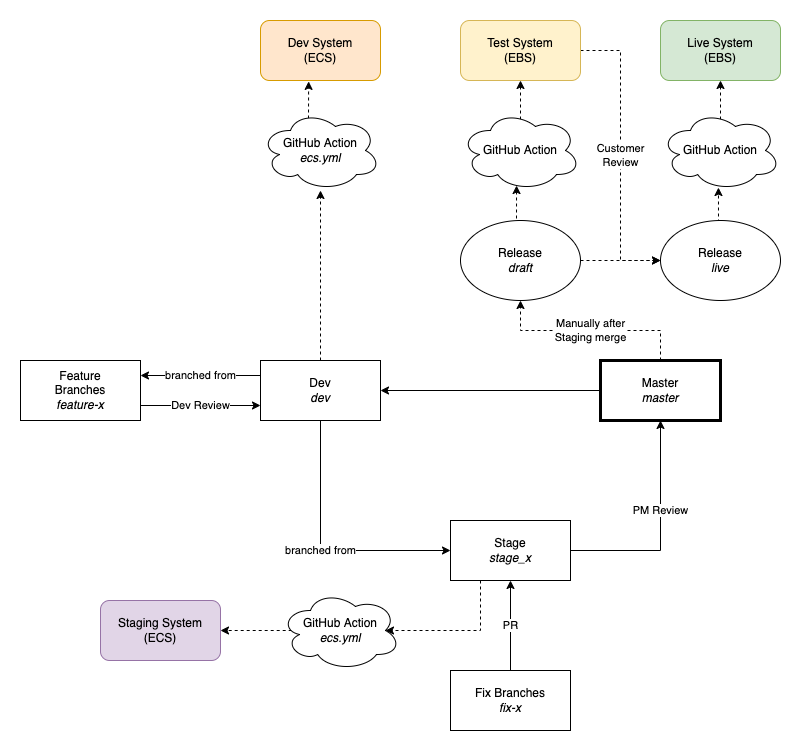 Dev System
(ECS)
Test System
(EBS)
Live System
(EBS)
GitHub Action
ecs.yml
GitHub Action
Customer
Review
GitHub Action
Release
draft
Release
live
Manually after
Staging merge
Feature
Branches
feature-x
branched from
Dev Review
Dev
dev
Master
master
PM Review
Stage
stage_x
branched from
Staging System
(ECS)
GitHub Action
ecs.yml
PR
Fix Branches
fix-x